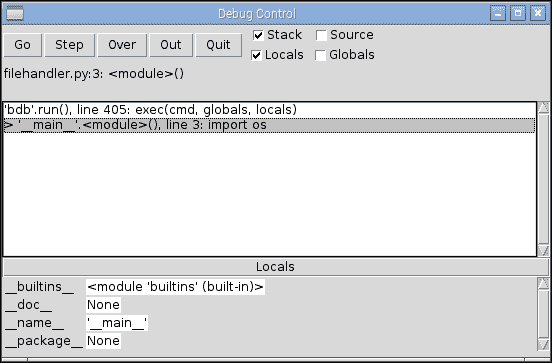 Debug Control
Go Step Over Out Quit Stack Source
Locals Globals
filehandler.py:3: <module>()
'bdb'.run(), line 405: exec(cmd, globals, locals)
> '__main__'.<module>(), line 3: import os
Locals
__builtins__ <module 'builtins' (built-in)>
__doc__ None
__name__ '__main__'
__package__ None